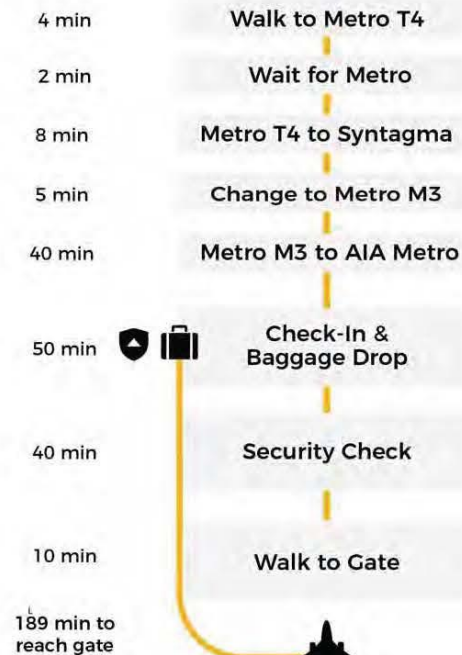 4 min Walk to Metro T4
2 min Wait for Metro
8 min Metro T4 to Syntagma
5 min Change to Metro M3
40 min Metro M3 to AIA Metro
50 min Check-In &
Baggage Drop
40 min Security Check
10 min Walk to Gate
189 min to
reach gate